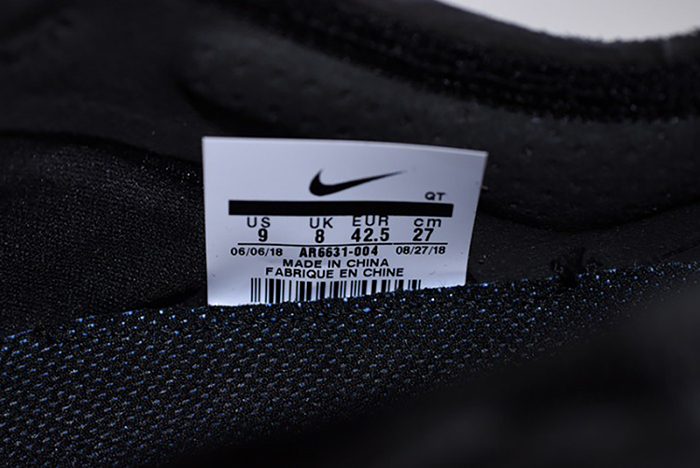 QT
US UK EUR cm
9 8 42.5 27
06/06/18 AR6631-004 08/27/18
MADE IN CHINA
FABRIQUE EN CHINE